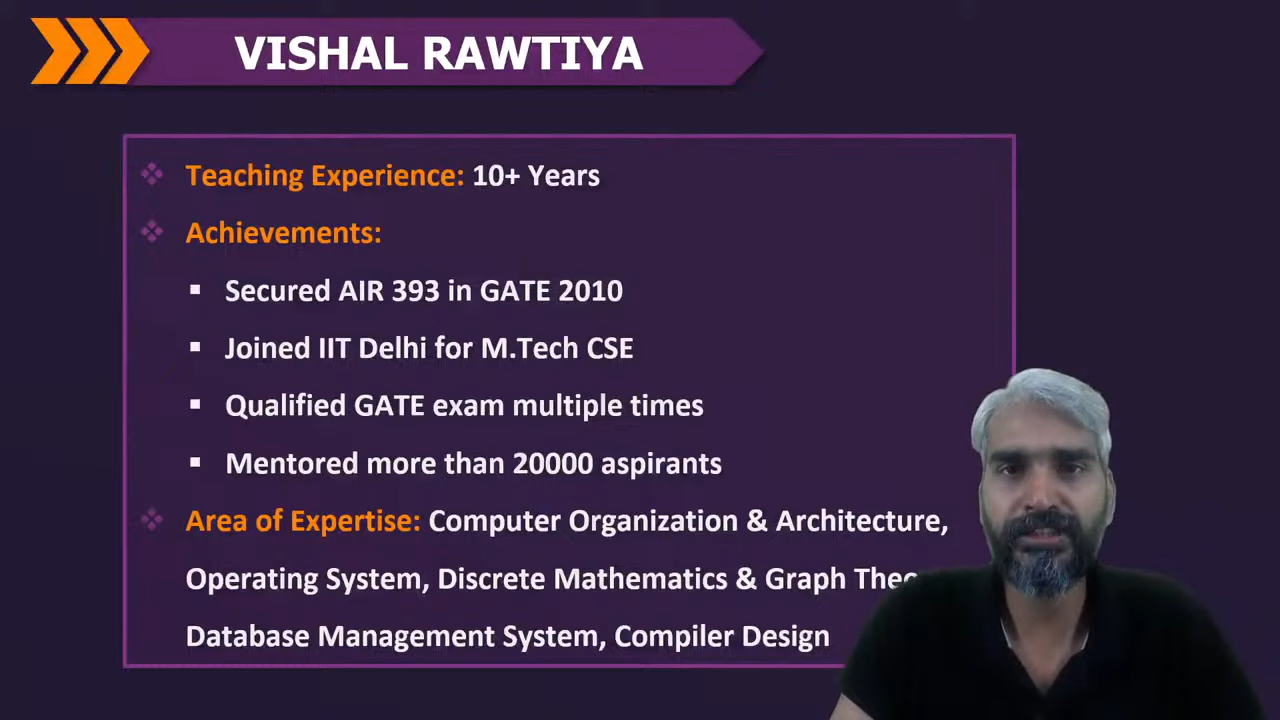 VISHAL RAWTIYA
Teaching Experience: 10+ Years
Achievements:
Secured AIR 393 in GATE 2010
Joined IIT Delhi for M.Tech CSE
Qualified GATE exam multiple times
Mentored more than 20000 aspirants
Area of Expertise: Computer Organization & Architecture,
Operating System, Discrete Mathematics & Graph
Database Management System, Compiler Design